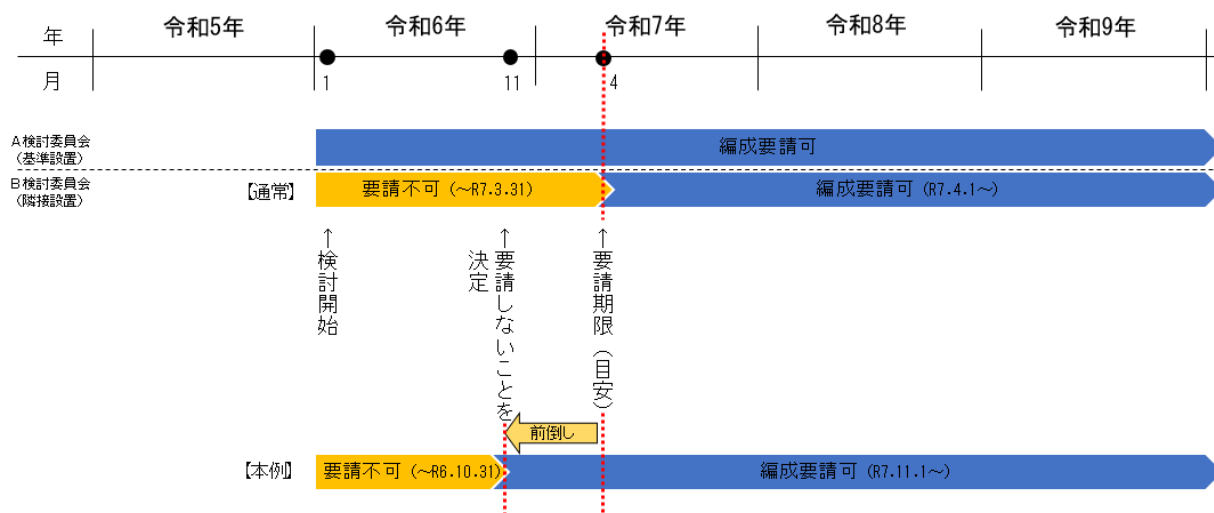 年
令和5年
令和6年
令和7年
令和8年
令和9年
月
1
11
4
A検討委員会
(基準設置)
編成要請可
B検討委員会
(隣接設置)
【通常】
要請不可 (~R7.3.31)
編成要請可 (R7.4.1~)
←検討開始
←要請しないことを
決定
←要請期限(目安)
前倒し
【本例】
要請不可 (~R6.10.31)
編成要請可 (R7.11.1~)